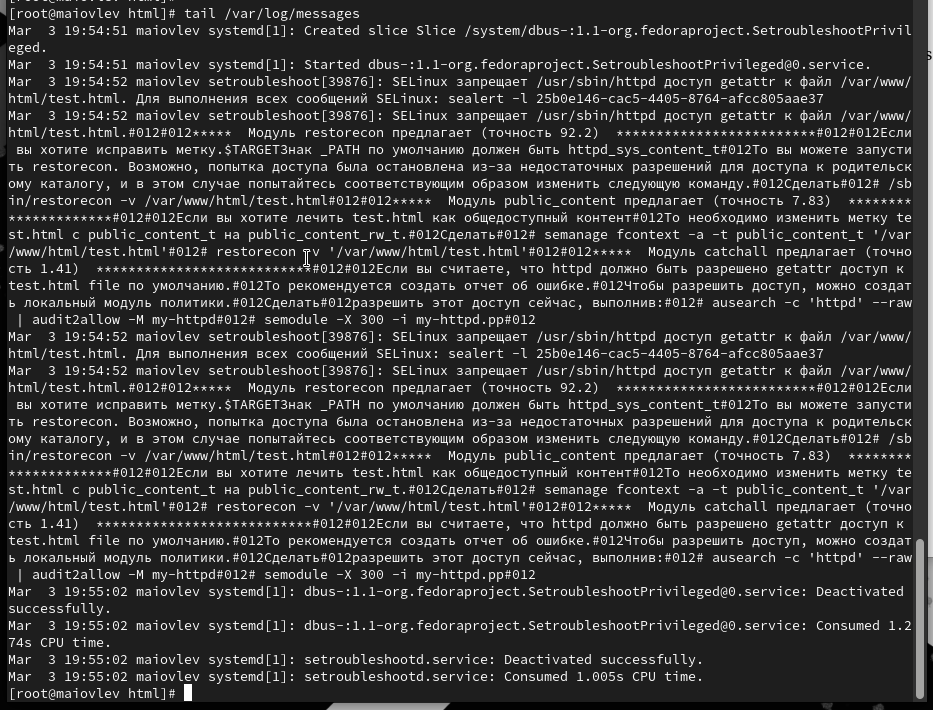 [root@maiovlev html]# tail /var/log/messages
Mar  3 19:54:51 maiovlev systemd[1]: Created slice Slice /system/dbus-:1.1-org.fedoraproject.SetroubleshootPrivil
eged.
Mar  3 19:54:51 maiovlev systemd[1]: Started dbus-:1.1-org.fedoraproject.SetroubleshootPrivileged@0.service.
Mar  3 19:54:52 maiovlev setroubleshoot[39876]: SELinux запрещает /usr/sbin/httpd доступ getattr к файл /var/www/
html/test.html. Для выполнения всех сообщений SELinux: sealert -l 25b0e146-cac5-4405-8764-afcc805aae37
Mar  3 19:54:52 maiovlev setroubleshoot[39876]: SELinux запрещает /usr/sbin/httpd доступ getattr к файл /var/www/
html/test.html.#012#012*****  Модуль restorecon предлагает (точность 92.2)  *************************#012#012Если
 вы хотите исправить метку.$TARGETЗнак _PATH по умолчанию должен быть httpd_sys_content_t#012То вы можете запусти
ть restorecon. Возможно, попытка доступа была остановлена из-за недостаточных разрешений для доступа к родительск
ому каталогу, и в этом случае попытайтесь соответствующим образом изменить следующую команду.#012Сделать#012# /sb
in/restorecon -v /var/www/html/test.html#012#012*****  Модуль public_content предлагает (точность 7.83)  ********
******************#012#012Если вы хотите лечить test.html как общедоступный контент#012То необходимо изменить метку te
st.html с public_content_t на public_content_rw_t.#012Сделать#012# semanage fcontext -a -t public_content_t '/var
/www/html/test.html'#012# restorecon -v '/var/www/html/test.html'#012#012*****  Модуль catchall предлагает (точно
сть 1.41)  **************************#012#012Если вы считаете, что httpd должно быть разрешено getattr доступ к 
test.html file по умолчанию.#012То рекомендуется создать отчет об ошибке.#012Чтобы разрешить доступ, можно создат
ь локальный модуль политики.#012Сделать#012разрешить этот доступ сейчас, выполнив:#012# ausearch -c 'httpd' --raw
 | audit2allow -M my-httpd#012# semodule -X 300 -i my-httpd.pp#012
Mar  3 19:54:52 maiovlev setroubleshoot[39876]: SELinux запрещает /usr/sbin/httpd доступ getattr к файл /var/www/
html/test.html. Для выполнения всех сообщений SELinux: sealert -l 25b0e146-cac5-4405-8764-afcc805aae37
Mar  3 19:54:52 maiovlev setroubleshoot[39876]: SELinux запрещает /usr/sbin/httpd доступ getattr к файл /var/www/
html/test.html.#012#012*****  Модуль restorecon предлагает (точность 92.2)  *************************#012#012Если
 вы хотите исправить метку.$TARGETЗнак _PATH по умолчанию должен быть httpd_sys_content_t#012То вы можете запусти
ть restorecon. Возможно, попытка доступа была остановлена из-за недостаточных разрешений для доступа к родительск
ому каталогу, и в этом случае попытайтесь соответствующим образом изменить следующую команду.#012Сделать#012# /sb
in/restorecon -v /var/www/html/test.html#012#012*****  Модуль public_content предлагает (точность 7.83)  ********
******************#012#012Если вы хотите лечить test.html как общедоступный контент#012То необходимо изменить метку te
st.html с public_content_t на public_content_rw_t.#012Сделать#012# semanage fcontext -a -t public_content_t '/var
/www/html/test.html'#012# restorecon -v '/var/www/html/test.html'#012#012*****  Модуль catchall предлагает (точно
сть 1.41)  **************************#012#012Если вы считаете, что httpd должно быть разрешено getattr доступ к 
test.html file по умолчанию.#012То рекомендуется создать отчет об ошибке.#012Чтобы разрешить доступ, можно создат
ь локальный модуль политики.#012Сделать#012разрешить этот доступ сейчас, выполнив:#012# ausearch -c 'httpd' --raw
 | audit2allow -M my-httpd#012# semodule -X 300 -i my-httpd.pp#012
Mar  3 19:55:02 maiovlev systemd[1]: dbus-:1.1-org.fedoraproject.SetroubleshootPrivileged@0.service: Deactivated 
successfully.
Mar  3 19:55:02 maiovlev systemd[1]: dbus-:1.1-org.fedoraproject.SetroubleshootPrivileged@0.service: Consumed 1.2
74s CPU time.
Mar  3 19:55:02 maiovlev systemd[1]: setroubleshootd.service: Deactivated successfully.
Mar  3 19:55:02 maiovlev systemd[1]: setroubleshootd.service: Consumed 1.005s CPU time.
[root@maiovlev html]#